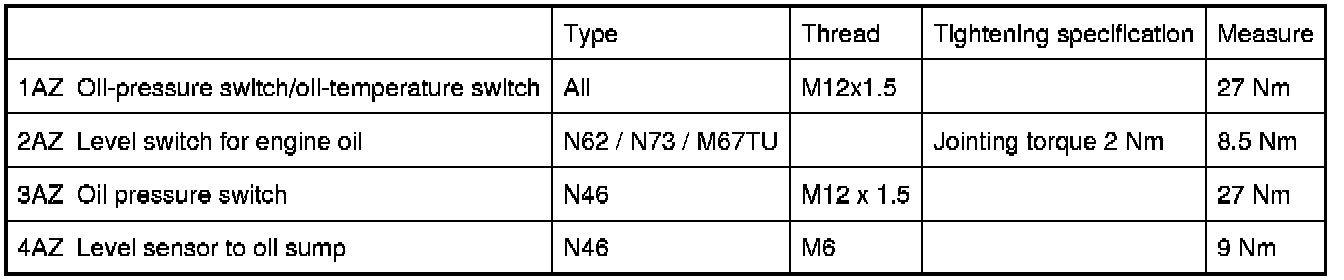 Type Thread Tightening specification Measure
1AZ Oil-pressure switch/oil-temperature switch All M12x1.5 27 Nm
2AZ Level switch for engine oil N62 / N73 / M67TU Jointing torque 2 Nm 8.5 Nm
3AZ Oil pressure switch N46 M12 x 1.5 27 Nm
4AZ Level sensor to oil sump N46 M6 9 Nm